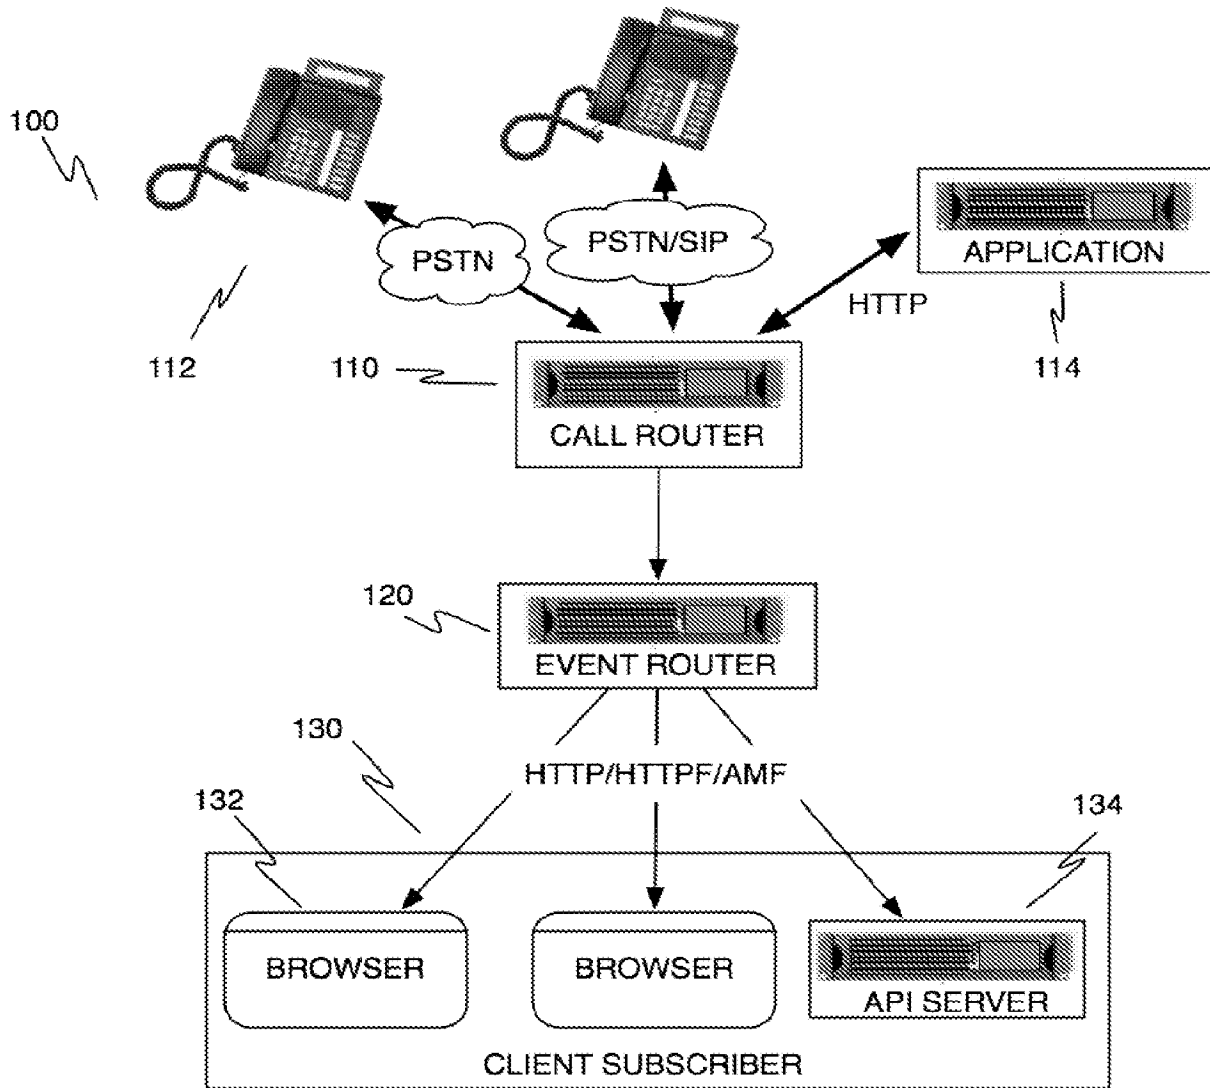 100
PSTN
PSTN/SIP
APPLICATION
HTTP
112
110
114
CALL ROUTER
120
EVENT ROUTER
130
HTTP/HTTPF/AMF
132
134
BROWSER
BROWSER
API SERVER
CLIENT SUBSCRIBER